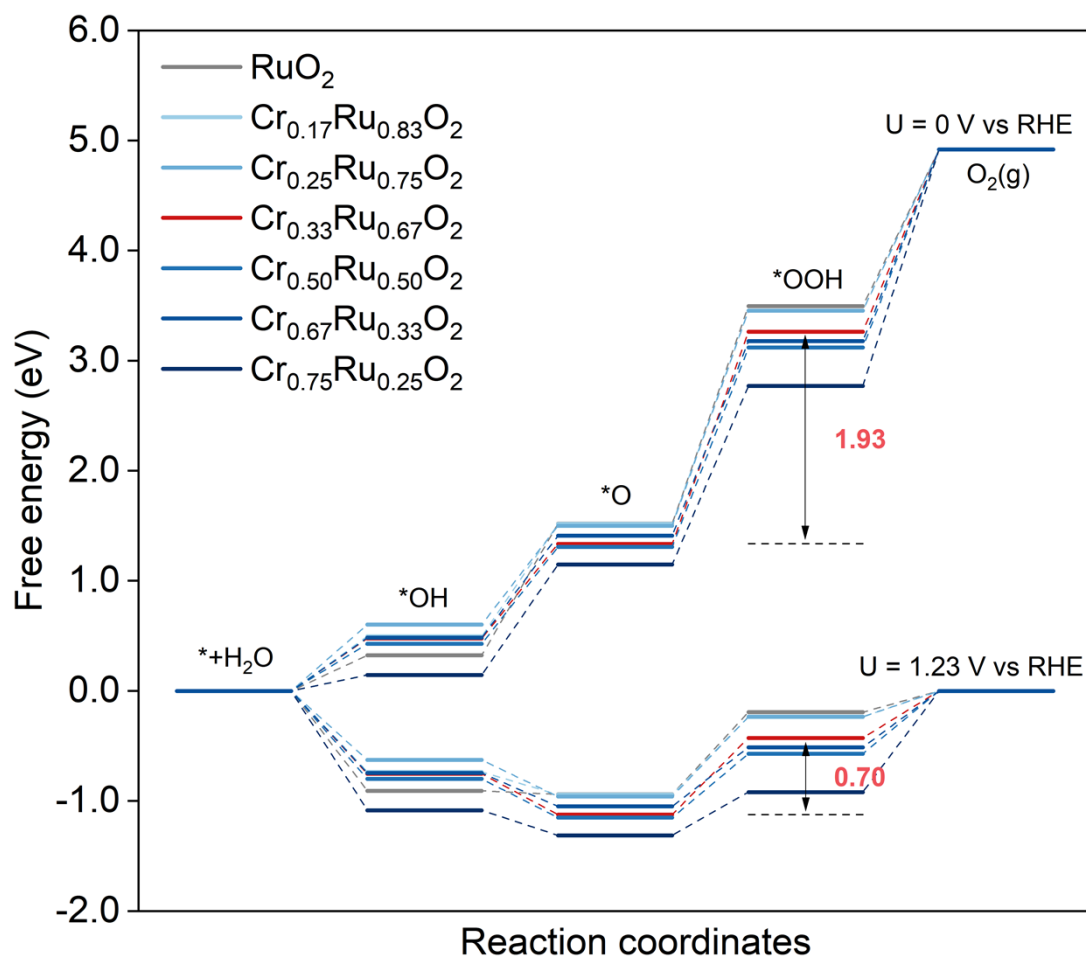 6.0
5.0
4.0
3.0
2.0
1.0
0.0
-1.0
-2.0
Free energy (eV)
RuO₂
Cr₀.₁₇Ru₀.₈₃O₂
Cr₀.₂₅Ru₀.₇₅O₂
Cr₀.₃₃Ru₀.₆₇O₂
Cr₀.₅₀Ru₀.₅₀O₂
Cr₀.₆₇Ru₀.₃₃O₂
Cr₀.₇₅Ru₀.₂₅O₂
U = 0 V vs RHE
O₂(g)
*OOH
1.93
*O
*OH
*+H₂O
U = 1.23 V vs RHE
0.70
Reaction coordinates